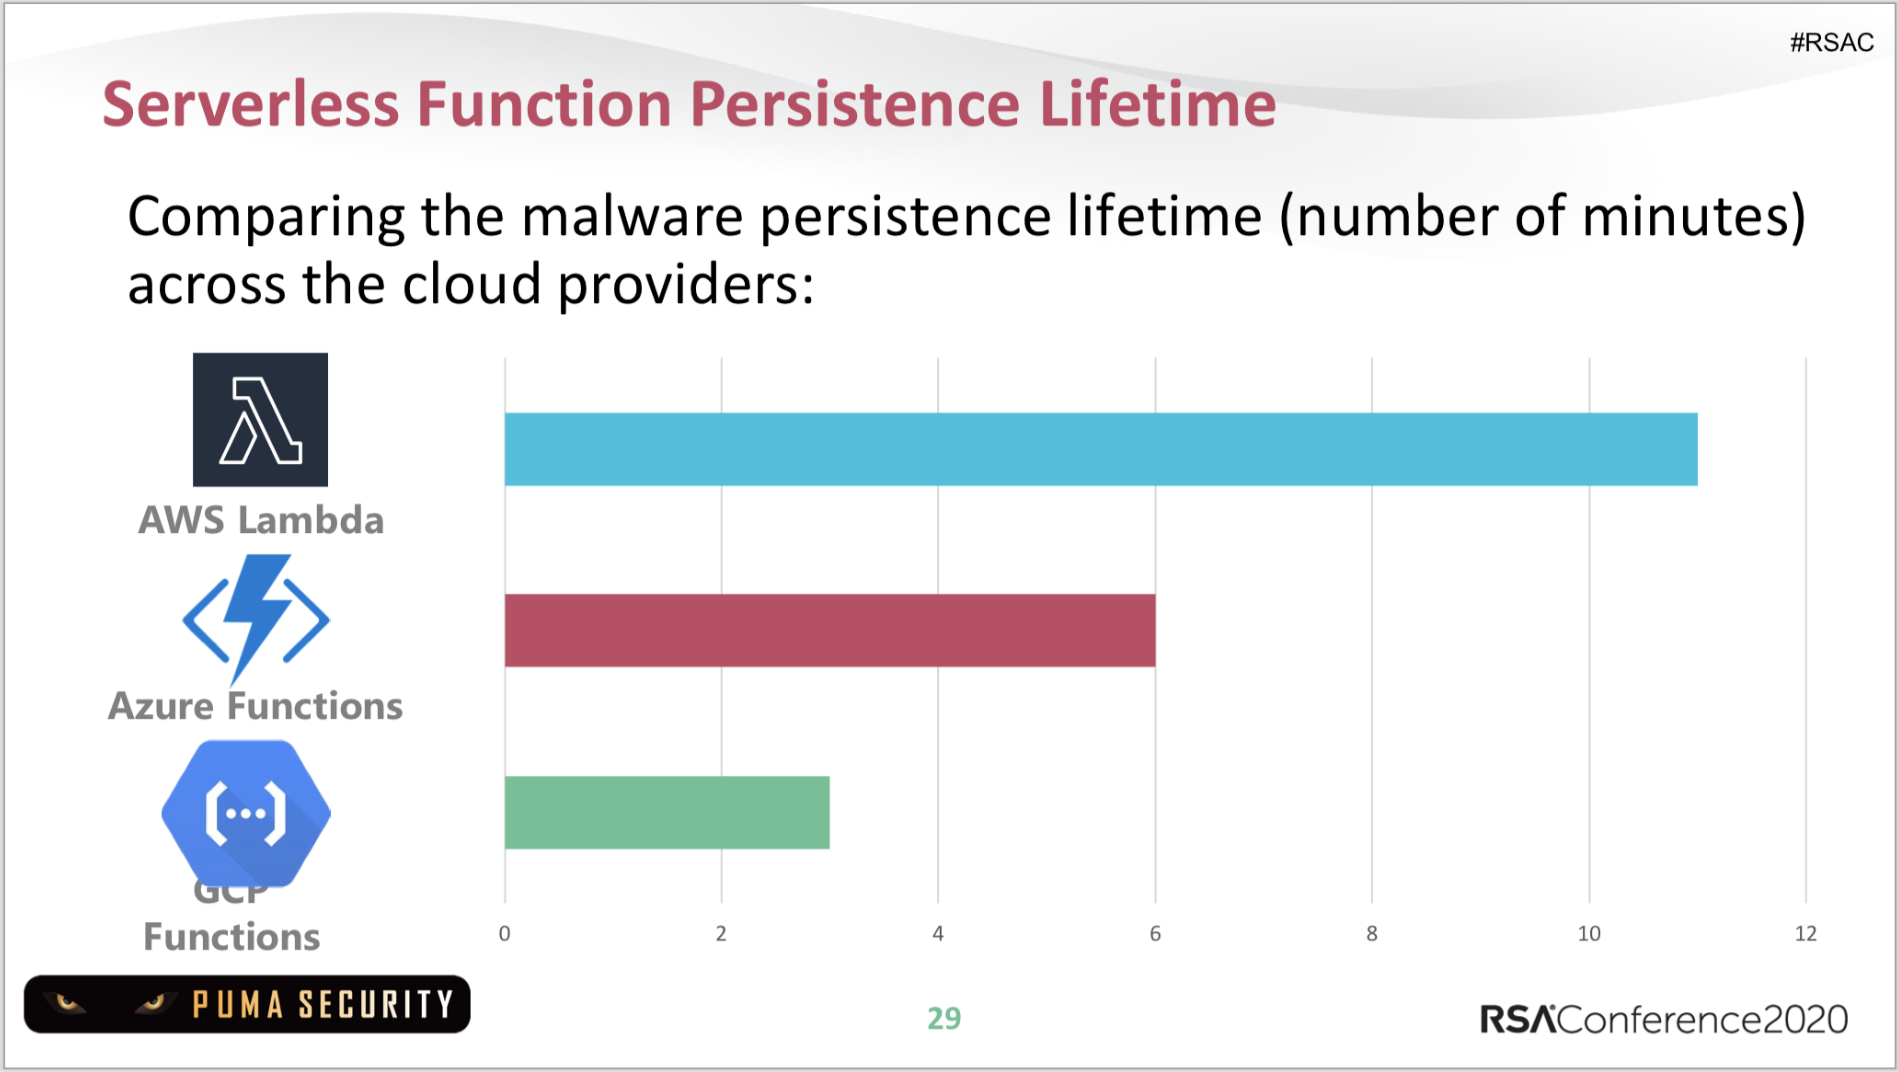 #RSAC
Serverless Function Persistence Lifetime
Comparing the malware persistence lifetime (number of minutes)
across the cloud providers:
AWS Lambda
Azure Functions
GCP
Functions
0 2 4 6 8 10 12
PUMA SECURITY
29
RSAConference2020